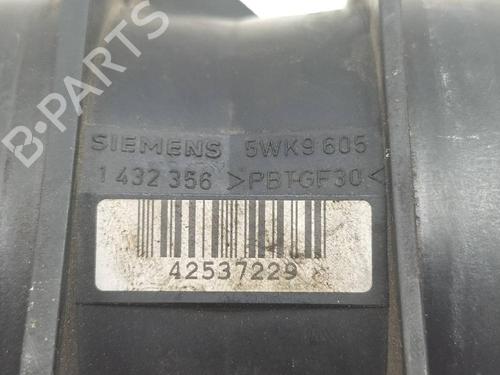 SIEMENS 5WK9 605
1 432 356 >PBT-GF30<
42537229
B-PARTS